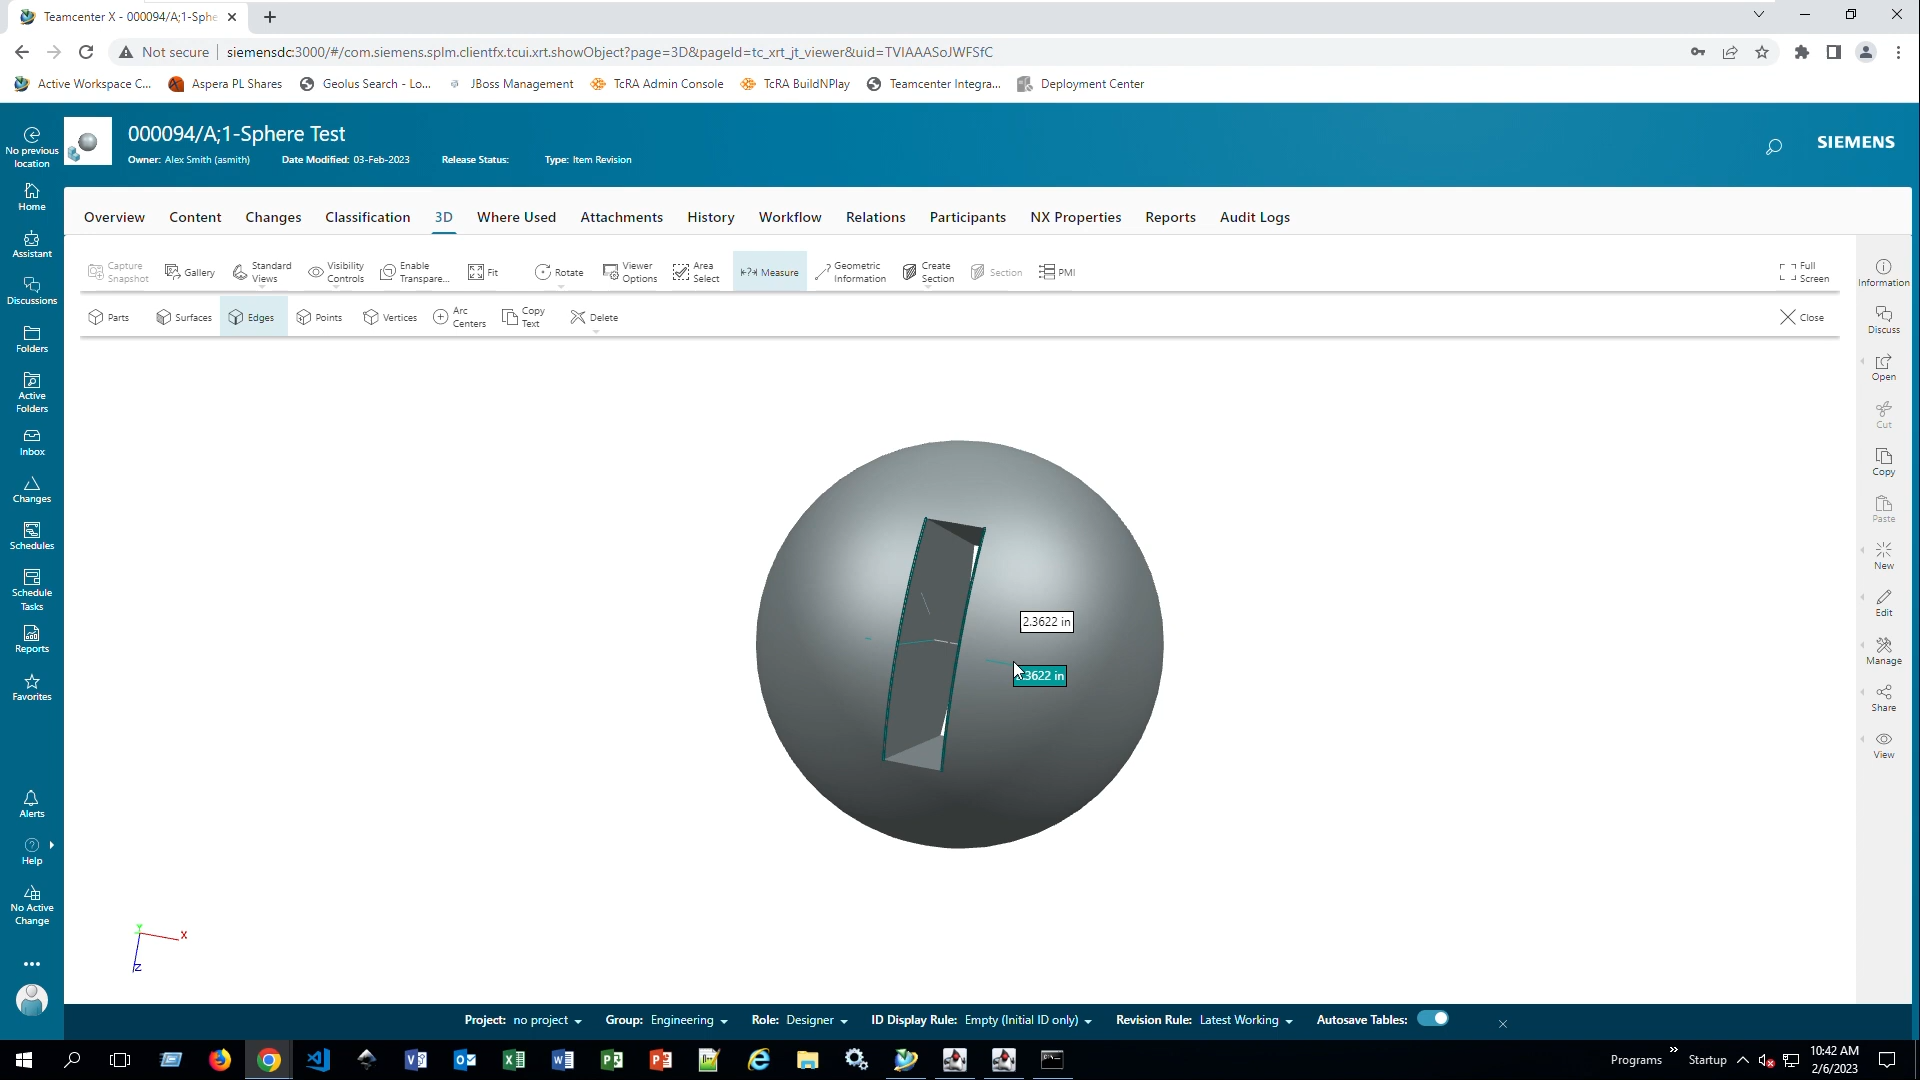 Teamcenter X - 000094/A;1-Sphe
Not secure
siemensdc:3000/#/com.siemens.splm.clientfx.tcui.xrt.showObject?page=3D&pageId=tc_xrt_jt_viewer&uid=TVIAAASoJWFSfC
Active Workspace C...
Aspera PL Shares
Geolus Search - Lo...
JBoss Management
TcRA Admin Console
TcRA BuildNPlay
Teamcenter Integra...
Deployment Center
No previous
location
000094/A;1-Sphere Test
Owner: Alex Smith (asmith)
Date Modified: 03-Feb-2023
Release Status:
Type: Item Revision
SIEMENS
Home
Assistant
Discussions
Folders
Active
Folders
Inbox
Changes
Schedules
Schedule
Tasks
Reports
Favorites
Alerts
Help
No Active
Change
Overview
Content
Changes
Classification
3D
Where Used
Attachments
History
Workflow
Relations
Participants
NX Properties
Reports
Audit Logs
Capture
Snapshot
Gallery
Standard
Views
Visibility
Controls
Enable
Transpare...
Fit
Rotate
Viewer
Options
Area
Select
Measure
Geometric
Information
Create
Section
Section
PMI
Full
Screen
Parts
Surfaces
Edges
Points
Vertices
Arc
Centers
Copy
Text
Delete
Close
2.3622 in
.3622 in
Y
X
Z
Information
Discuss
Open
Cut
Copy
Paste
New
Edit
Manage
Share
View
Project: no project
Group: Engineering
Role: Designer
ID Display Rule: Empty (Initial ID only)
Revision Rule: Latest Working
Autosave Tables:
Programs
Startup
10:42 AM
2/6/2023